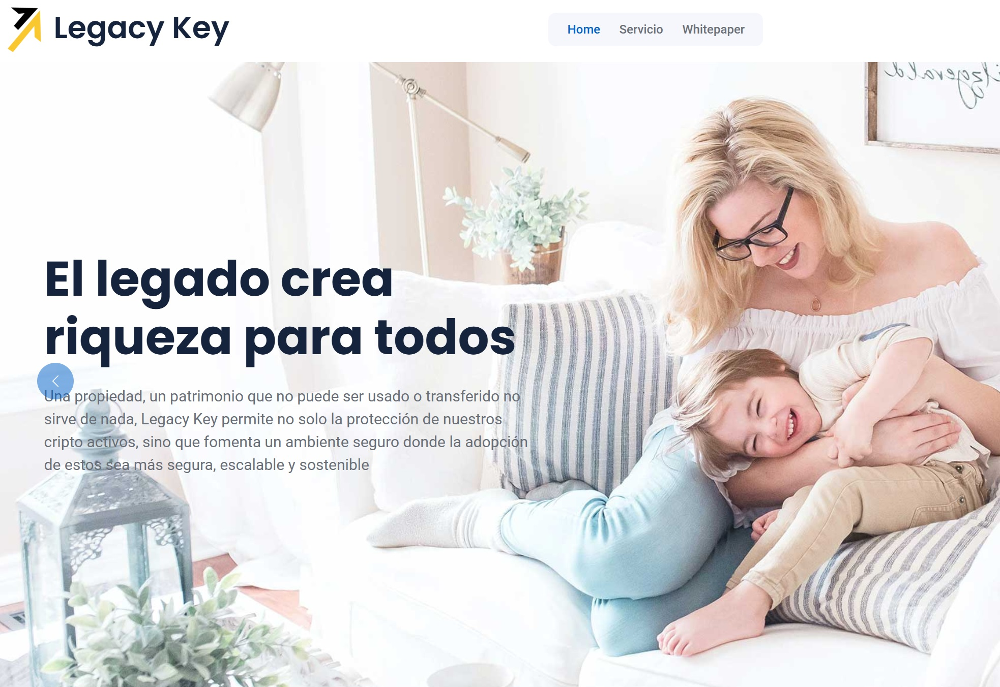 Legacy Key
Home Servicio Whitepaper
El legado crea
riqueza para todos
Una propiedad, un patrimonio que no puede ser usado o transferido no
sirve de nada, Legacy Key permite no solo la protección de nuestros
cripto activos, sino que fomenta un ambiente seguro donde la adopción
de estos sea más segura, escalable y sostenible